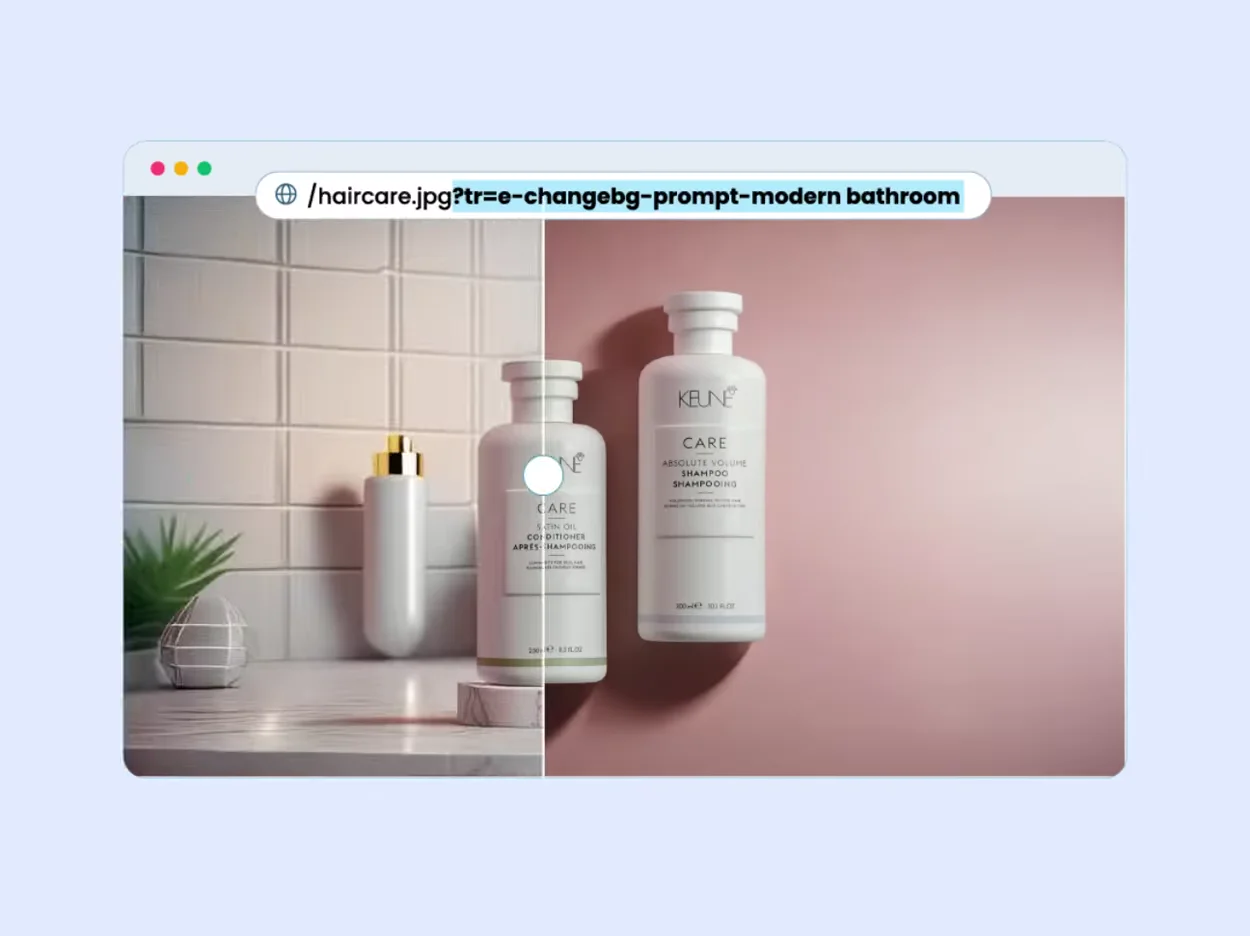 /haircare.jpg?tr=e-changebg-prompt-modern bathroom
KEUNE
CARE
ABSOLUTE VOLUME
SHAMPOO
SHAMPOOING
NE
CARE
SATIN OIL
CONDITIONER
APRÈS-SHAMPOOING